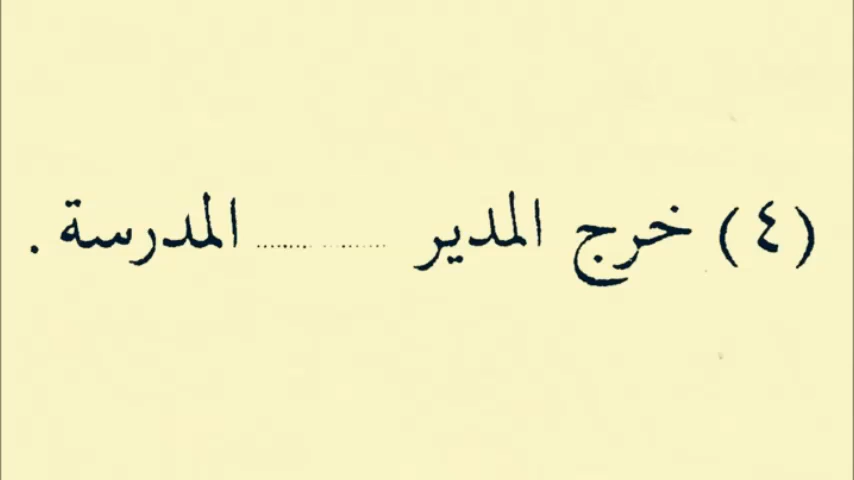 (٤) خرج المدير ............ المدرسة .